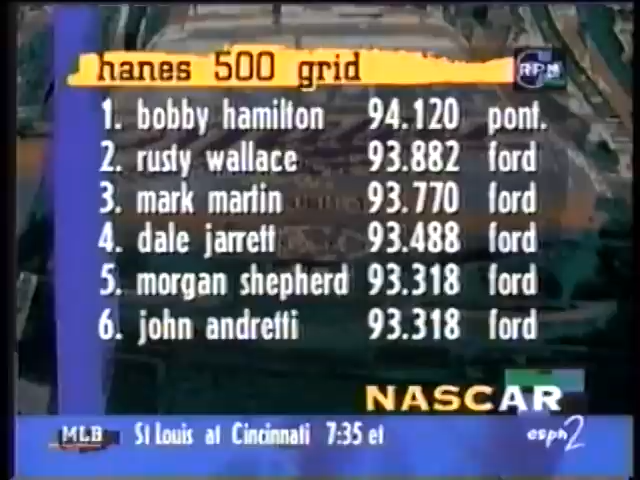 hanes 500 grid RPM
1. bobby hamilton 94.120 pont.
2. rusty wallace 93.882 ford
3. mark martin 93.770 ford
4. dale jarrett 93.488 ford
5. morgan shepherd 93.318 ford
6. john andretti 93.318 ford
NASCAR
MLB St Louis at Cincinnati 7:35 et espn2